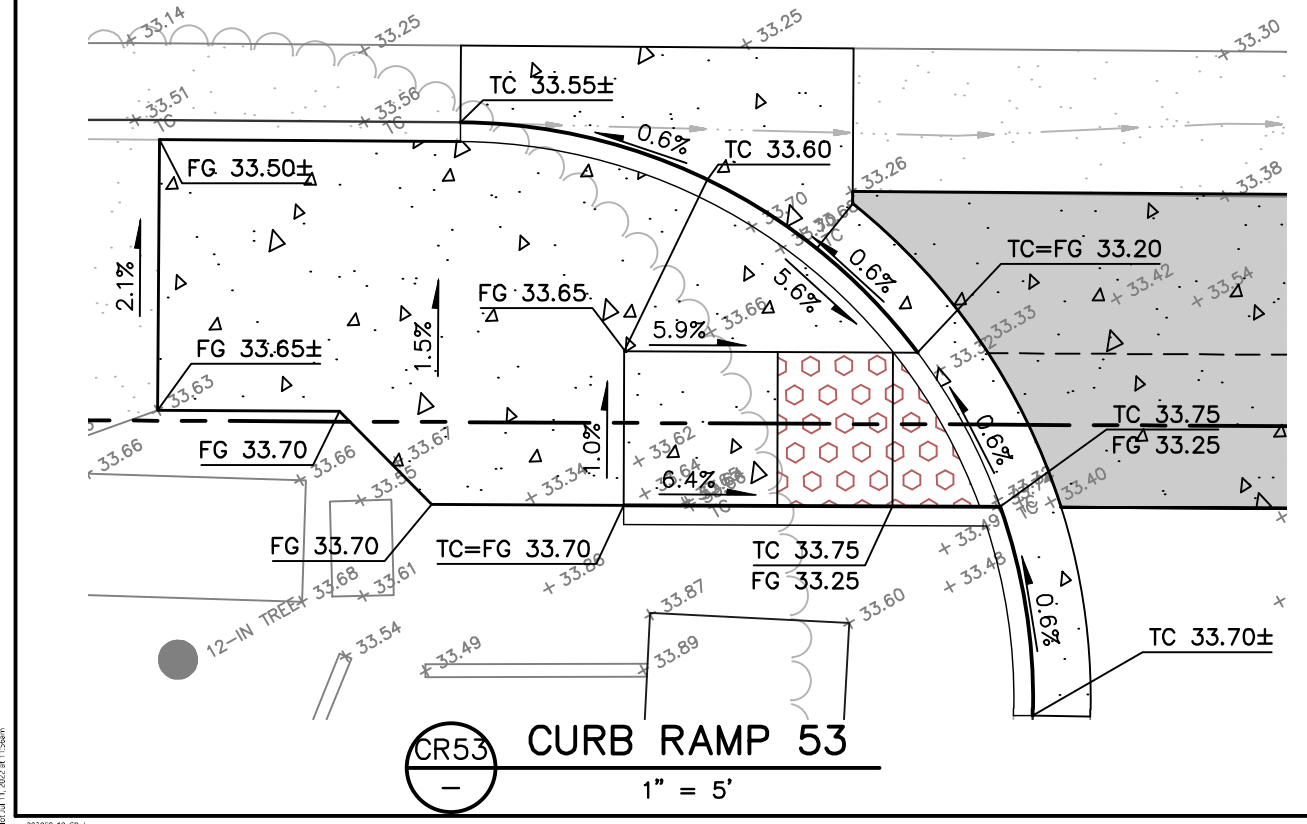 + 33.14
+ 33.25
+ 33.25
+ 33.30
TC 33.55±
+ 33.51
TC
+ 33.56
TC
0.6%
TC 33.60
FG 33.50±
+ 33.26
+ 33.38
+ 33.70
TC
0.6%
TC=FG 33.20
2.1%
5.6%
+ 33.42
+ 33.54
FG 33.65
1.5%
5.9%
+ 33.66
+ 33.33
FG 33.65±
+ 33.63
TC 33.75
FG 33.25
0.6%
FG 33.70
+ 33.66
+ 33.66
+ 33.67
+ 33.55
1.0%
+ 33.62
+ 33.34
+ 33.64
6.4%
TC
TC
+ 33.40
FG 33.70
TC=FG 33.70
TC 33.75
FG 33.25
+ 33.49
+ 33.48
+ 33.68
+ 33.61
+ 33.86
+ 33.87
+ 33.60
0.6%
12-IN TREE
+ 33.54
+ 33.49
+ 33.89
TC 33.70±
CR53
–
CURB RAMP 53
1" = 5'